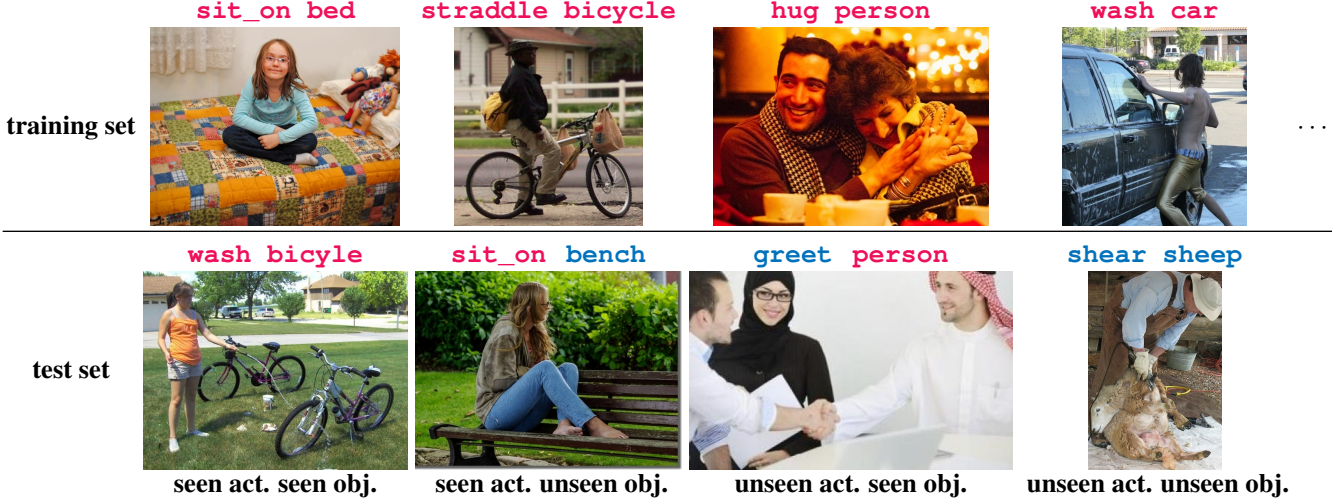 sit_on bed straddle bicycle hug person wash car
training set ...
wash bicyle sit_on bench greet person shear sheep
test set
seen act. seen obj. seen act. unseen obj. unseen act. seen obj. unseen act. unseen obj.